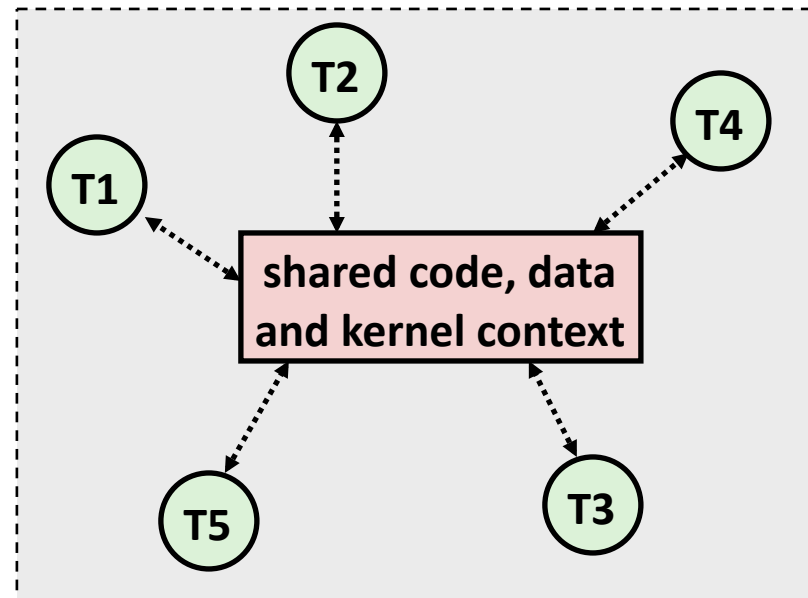 T2
T4
T1
shared code, data
and kernel context
T5
T3